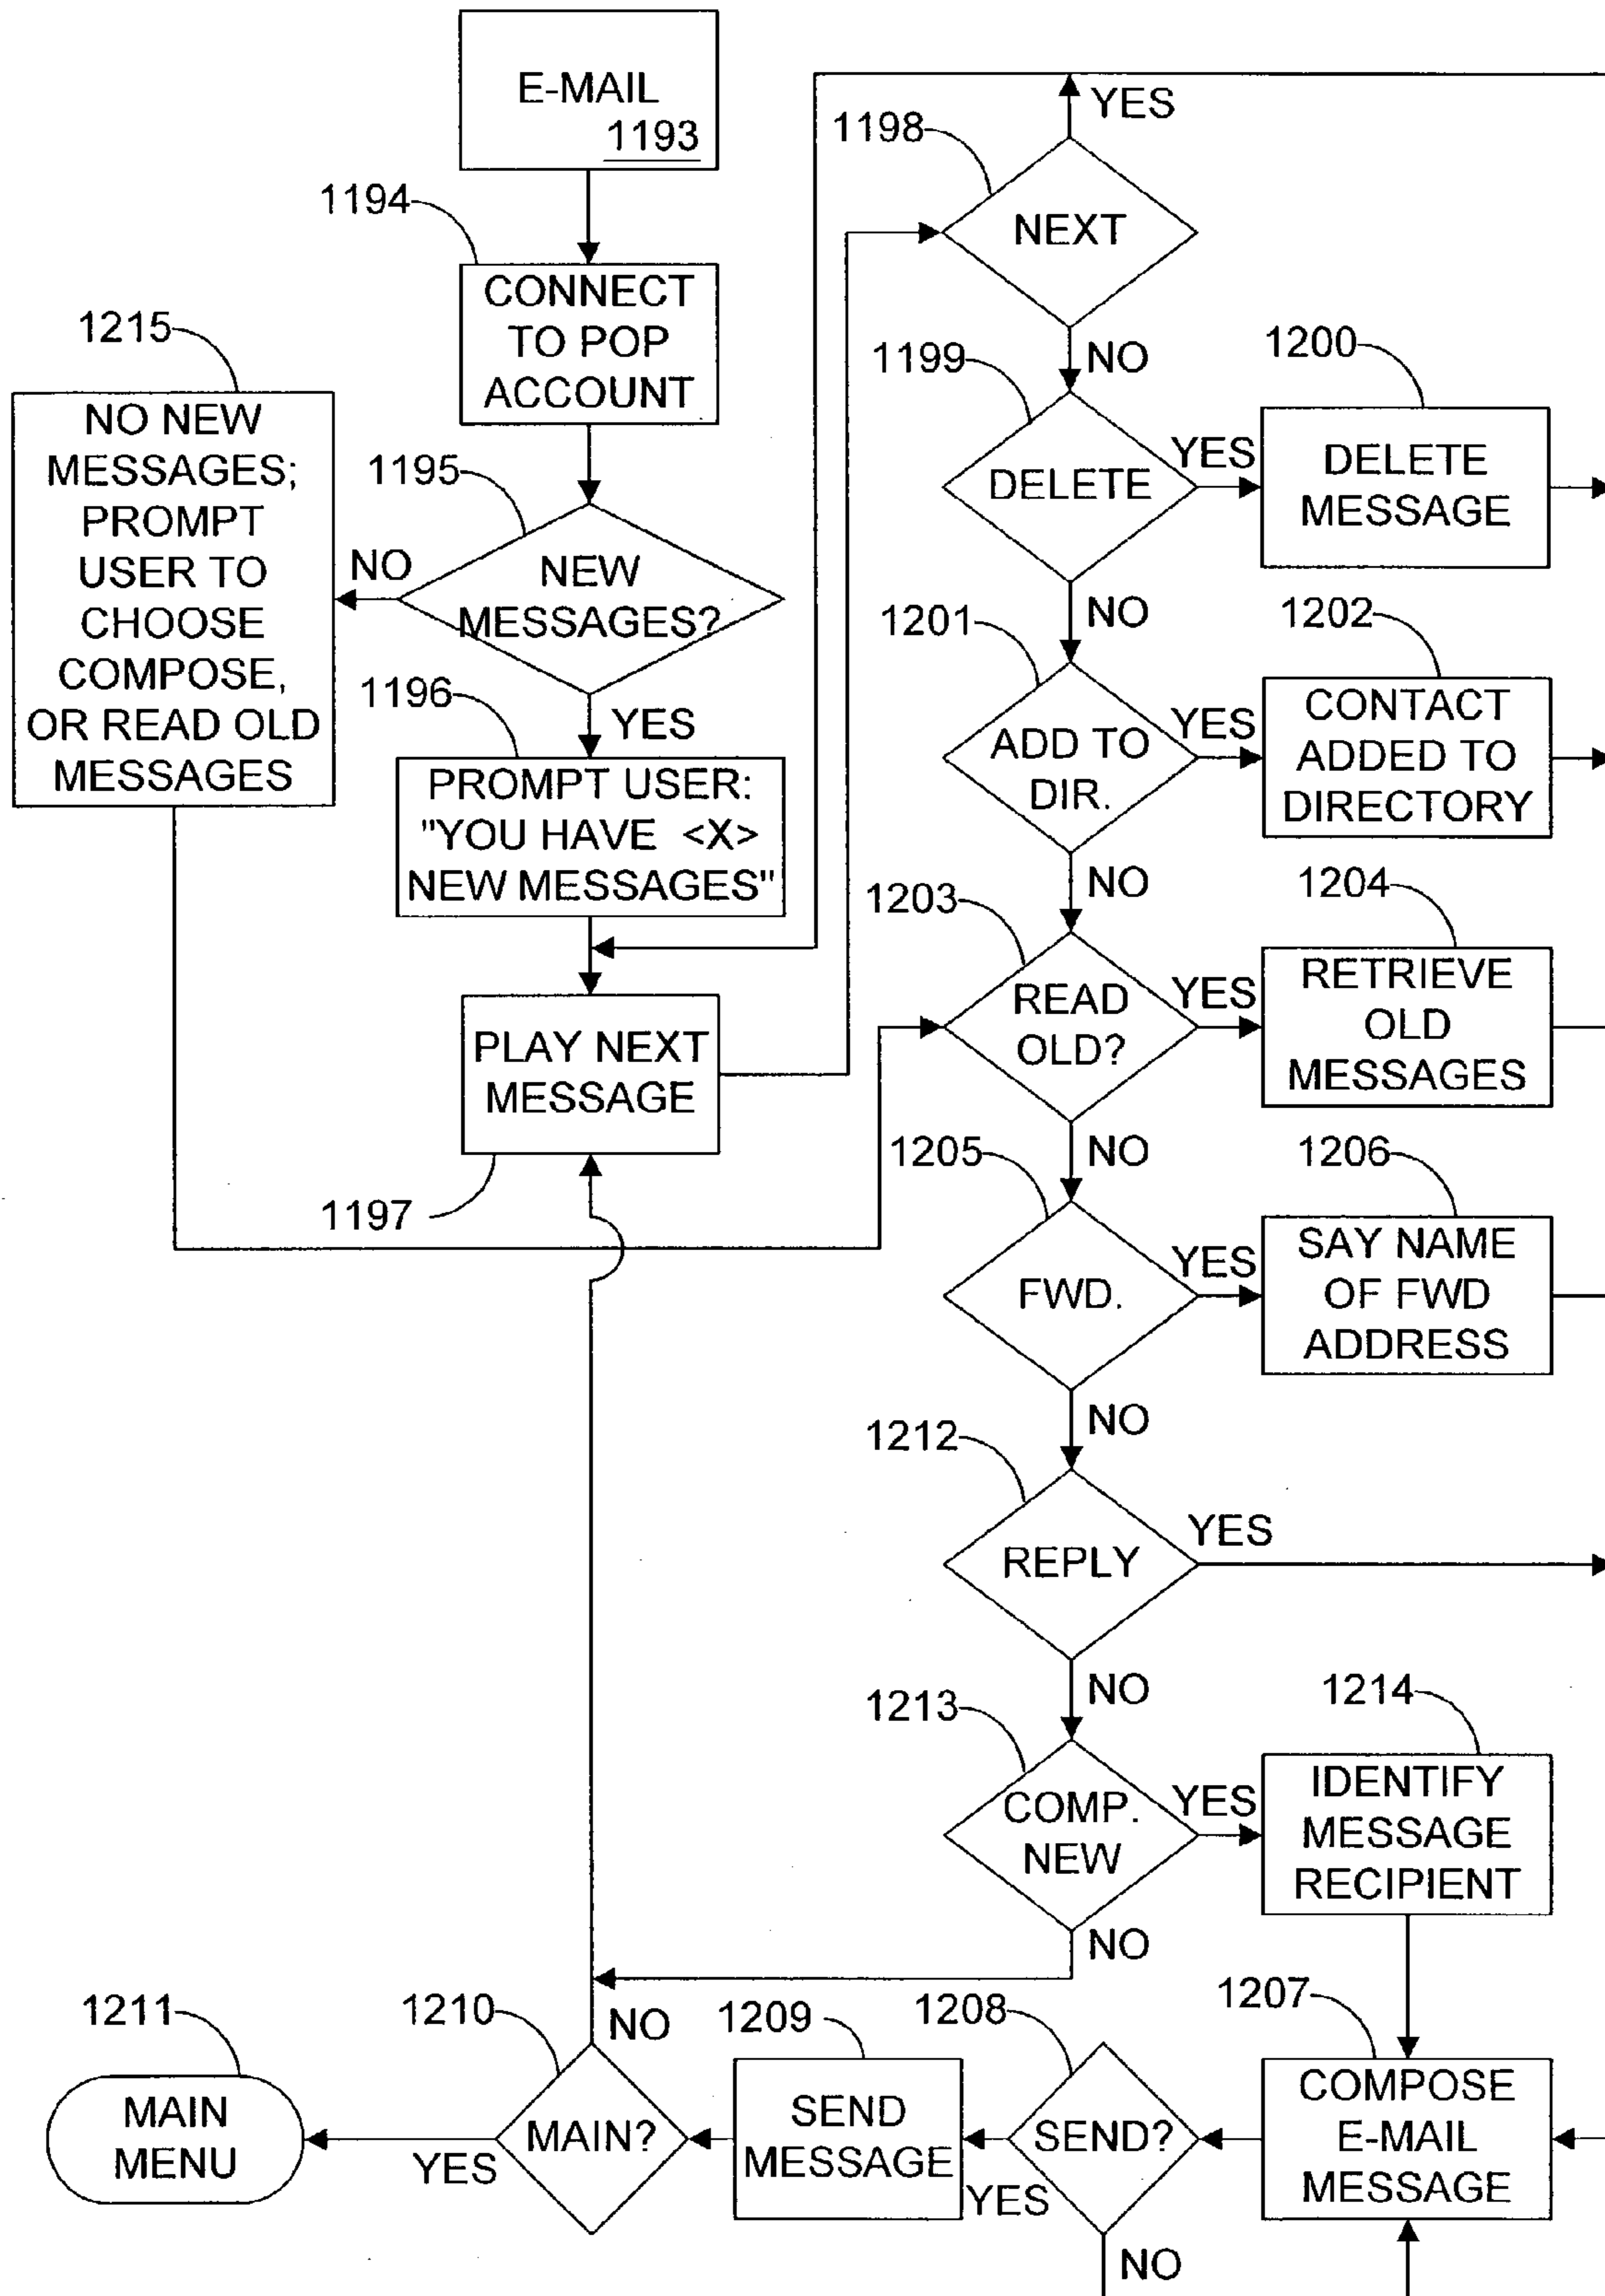 E-MAIL
1193
1194
CONNECT
TO POP
ACCOUNT
1215
NO NEW
MESSAGES;
PROMPT
USER TO
CHOOSE
COMPOSE,
OR READ OLD
MESSAGES
1195
NO
NEW
MESSAGES?
YES
1196
PROMPT USER:
"YOU HAVE <X>
NEW MESSAGES"
PLAY NEXT
MESSAGE
1197
1198
YES
NEXT
NO
1199
DELETE
YES
1200
DELETE
MESSAGE
NO
1201
ADD TO
DIR.
YES
1202
CONTACT
ADDED TO
DIRECTORY
NO
1203
READ
OLD?
YES
1204
RETRIEVE
OLD
MESSAGES
NO
1205
FWD.
YES
1206
SAY NAME
OF FWD
ADDRESS
NO
1212
REPLY
YES
NO
1213
COMP.
NEW
YES
1214
IDENTIFY
MESSAGE
RECIPIENT
NO
1207
COMPOSE
E-MAIL
MESSAGE
1208
SEND?
YES
NO
1209
SEND
MESSAGE
1210
NO
MAIN?
YES
1211
MAIN
MENU